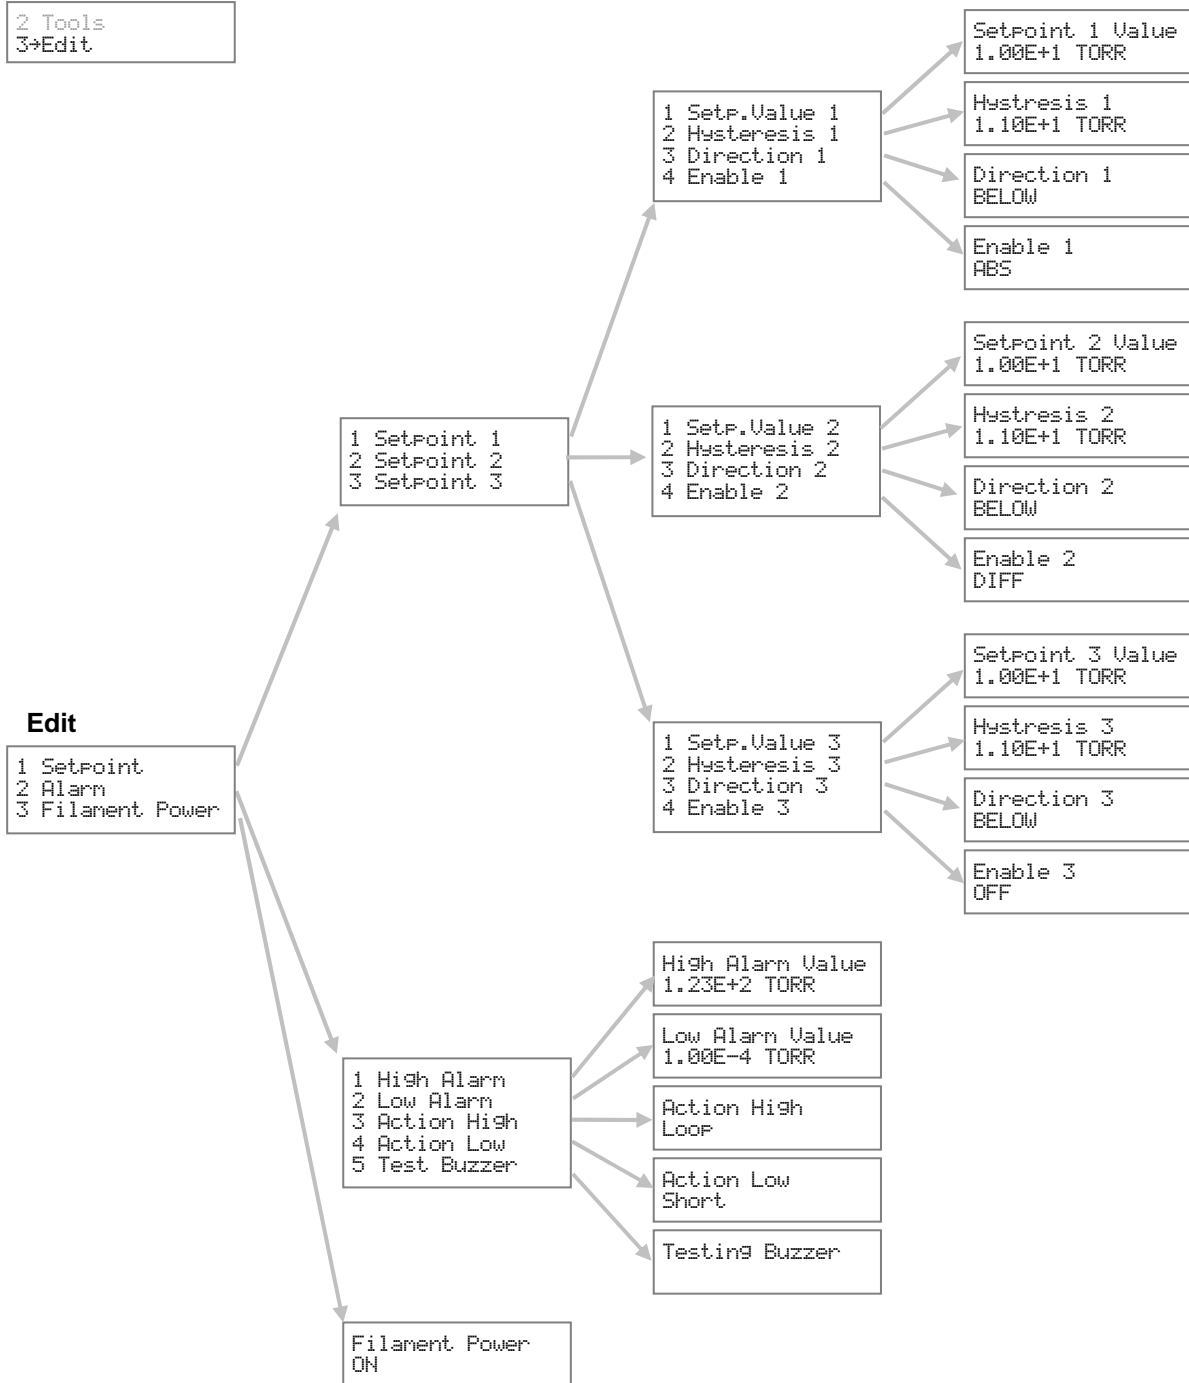 2 Tools
3→Edit
Setpoint 1 Value
1.00E+1 TORR
Hystresis 1
1.10E+1 TORR
Direction 1
BELOW
Enable 1
ABS
1 Setp.Value 1
2 Hysteresis 1
3 Direction 1
4 Enable 1
Setpoint 2 Value
1.00E+1 TORR
Hystresis 2
1.10E+1 TORR
Direction 2
BELOW
Enable 2
DIFF
1 Setp.Value 2
2 Hysteresis 2
3 Direction 2
4 Enable 2
1 Setpoint 1
2 Setpoint 2
3 Setpoint 3
Setpoint 3 Value
1.00E+1 TORR
Hystresis 3
1.10E+1 TORR
Direction 3
BELOW
Enable 3
OFF
1 Setp.Value 3
2 Hysteresis 3
3 Direction 3
4 Enable 3
Edit
1 Setpoint
2 Alarm
3 Filament Power
High Alarm Value
1.23E+2 TORR
Low Alarm Value
1.00E-4 TORR
Action High
Loop
Action Low
Short
Testing Buzzer
1 High Alarm
2 Low Alarm
3 Action High
4 Action Low
5 Test Buzzer
Filament Power
ON